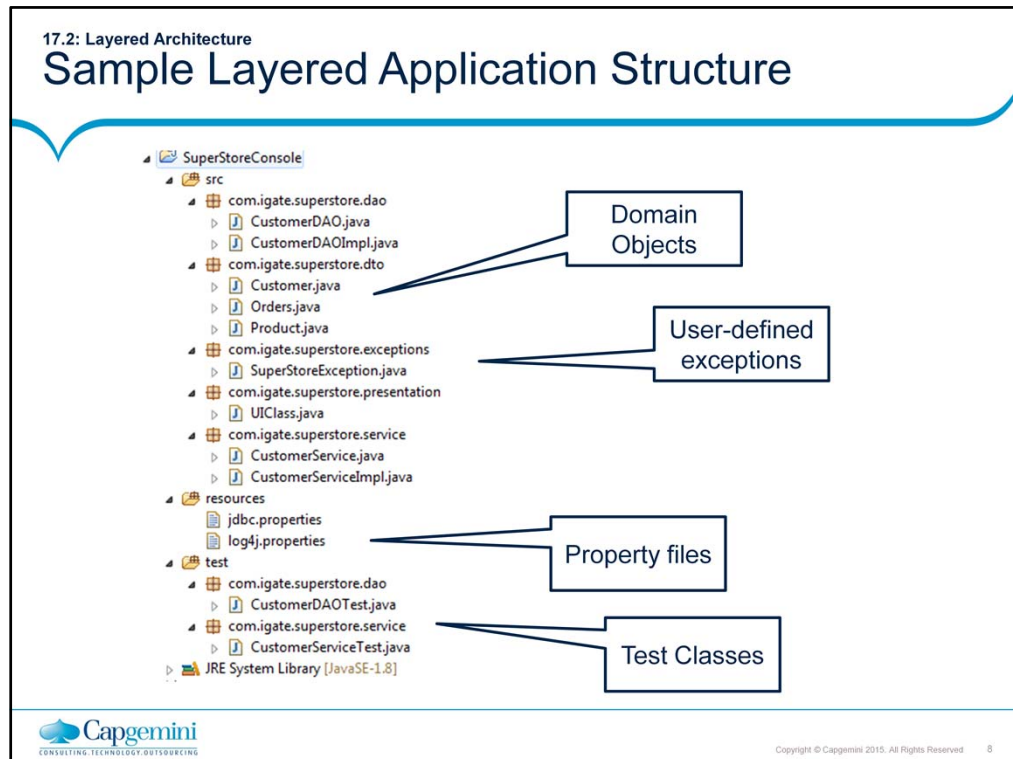 17.2: Layered Architecture
Sample Layered Application Structure
SuperStoreConsole
src
com.igate.superstore.dao
CustomerDAO.java
CustomerDAOImpl.java
com.igate.superstore.dto
Customer.java
Orders.java
Product.java
com.igate.superstore.exceptions
SuperStoreException.java
com.igate.superstore.presentation
UIClass.java
com.igate.superstore.service
CustomerService.java
CustomerServiceImpl.java
resources
jdbc.properties
log4j.properties
test
com.igate.superstore.dao
CustomerDAOTest.java
com.igate.superstore.service
CustomerServiceTest.java
JRE System Library [JavaSE-1.8]
Domain
Objects
User-defined
exceptions
Property files
Test Classes
Capgemini
CONSULTING.TECHNOLOGY.OUTSOURCING
Copyright © Capgemini 2015. All Rights Reserved 8